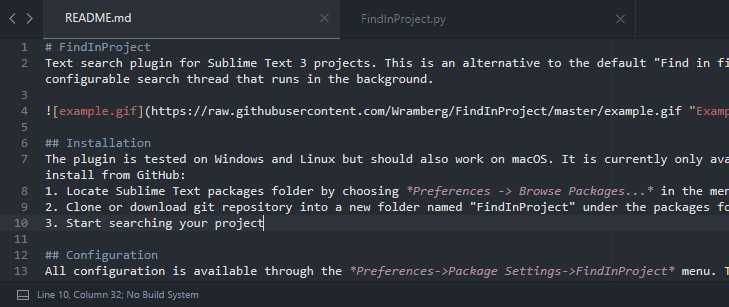 README.md
FindInProject.py
1 # FindInProject
2 Text search plugin for Sublime Text 3 projects. This is an alternative to the default "Find in fi
configurable search thread that runs in the background.
3
4 ![example.gif](https://raw.githubusercontent.com/Wramberg/FindInProject/master/example.gif "Examp
5
6 ## Installation
7 The plugin is tested on Windows and Linux but should also work on macOS. It is currently only ava
install from GitHub:
8 1. Locate Sublime Text packages folder by choosing *Preferences -> Browse Packages...* in the men
9 2. Clone or download git repository into a new folder named "FindInProject" under the packages fo
10 3. Start searching your project
11
12 ## Configuration
13 All configuration is available through the *Preferences->Package Settings->FindInProject* menu. T
Line 10, Column 32; No Build System